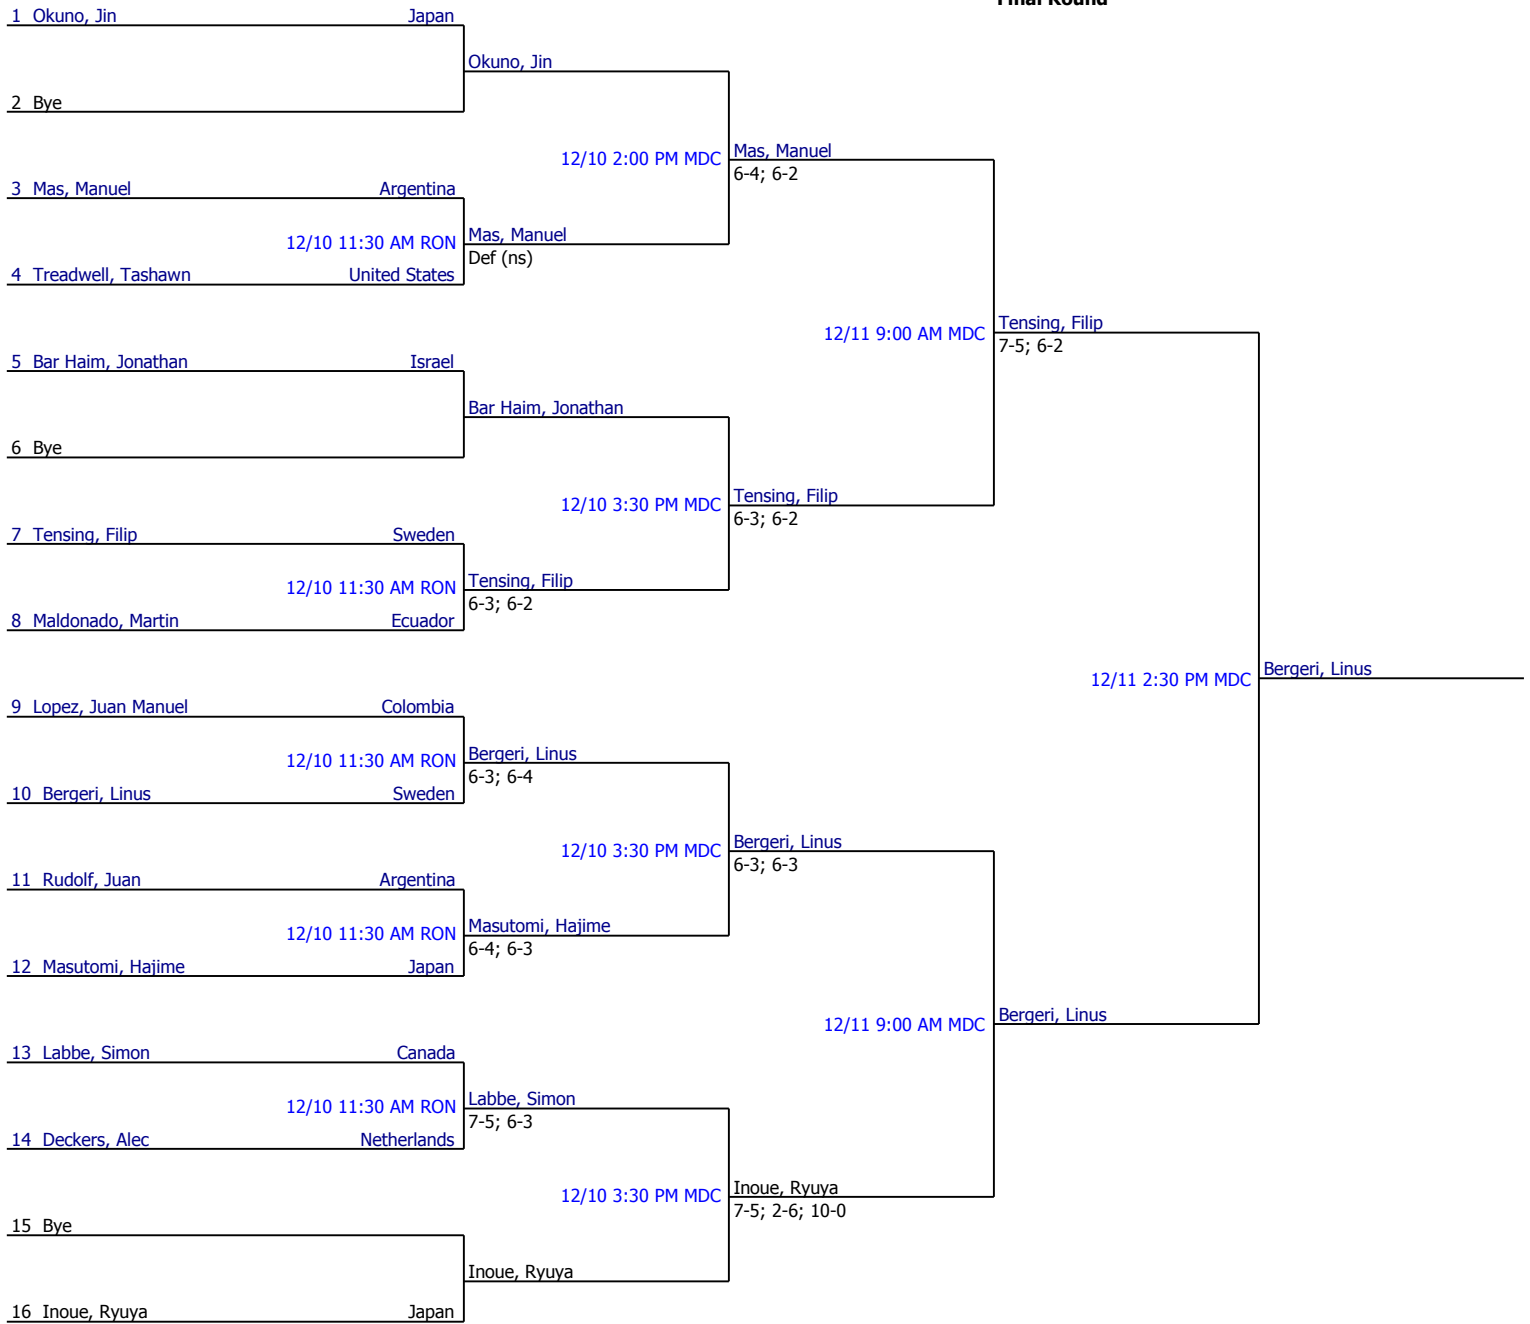 Final Round
1 Okuno, Jin Japan
Okuno, Jin
2 Bye
12/10 2:00 PM MDC Mas, Manuel
6-4; 6-2
3 Mas, Manuel Argentina
12/10 11:30 AM RON Mas, Manuel
Def (ns)
4 Treadwell, Tashawn United States
12/11 9:00 AM MDC Tensing, Filip
7-5; 6-2
5 Bar Haim, Jonathan Israel
Bar Haim, Jonathan
6 Bye
12/10 3:30 PM MDC Tensing, Filip
6-3; 6-2
7 Tensing, Filip Sweden
12/10 11:30 AM RON Tensing, Filip
6-3; 6-2
8 Maldonado, Martin Ecuador
12/11 2:30 PM MDC Bergeri, Linus
9 Lopez, Juan Manuel Colombia
12/10 11:30 AM RON Bergeri, Linus
6-3; 6-4
10 Bergeri, Linus Sweden
12/10 3:30 PM MDC Bergeri, Linus
6-3; 6-3
11 Rudolf, Juan Argentina
12/10 11:30 AM RON Masutomi, Hajime
6-4; 6-3
12 Masutomi, Hajime Japan
12/11 9:00 AM MDC Bergeri, Linus
13 Labbe, Simon Canada
12/10 11:30 AM RON Labbe, Simon
7-5; 6-3
14 Deckers, Alec Netherlands
12/10 3:30 PM MDC Inoue, Ryuya
7-5; 2-6; 10-0
15 Bye
Inoue, Ryuya
16 Inoue, Ryuya Japan